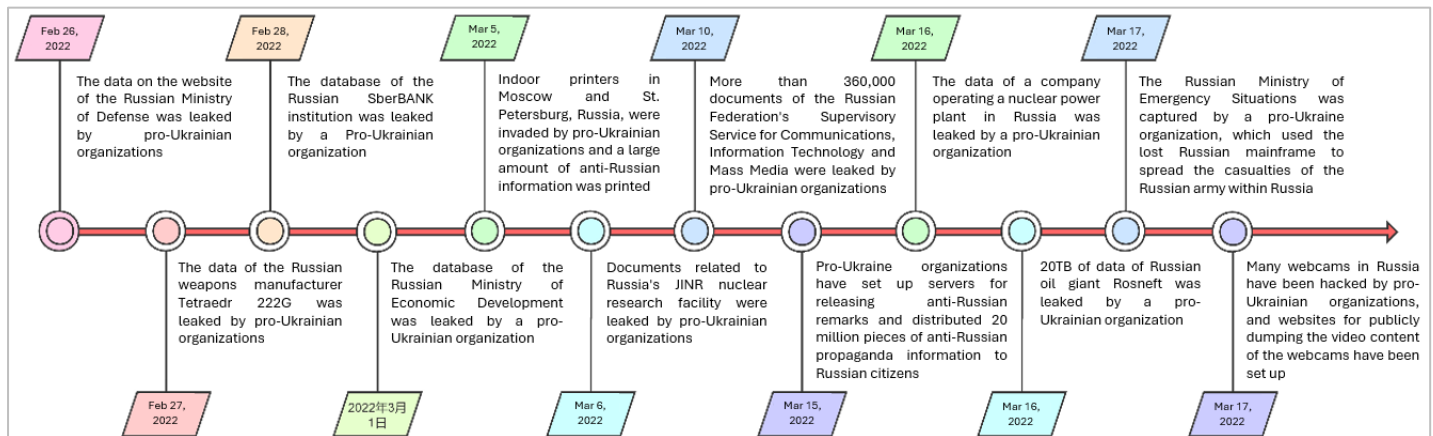 Feb 26,
2022
The data on the website
of the Russian Ministry
of Defense was leaked
by pro-Ukrainian
organizations
Feb 28,
2022
The database of the
Russian SberBANK
institution was leaked
by a Pro-Ukrainian
organization
Mar 5,
2022
Indoor printers in
Moscow and St.
Petersburg, Russia, were
invaded by pro-Ukrainian
organizations and a large
amount of anti-Russian
information was printed
Mar 10,
2022
More than 360,000
documents of the Russian
Federation's Supervisory
Service for Communications,
Information Technology and
Mass Media were leaked by
pro-Ukrainian organizations
Mar 16,
2022
The data of a company
operating a nuclear power
plant in Russia was
leaked by a pro-Ukrainian
organization
Mar 17,
2022
The Russian Ministry of
Emergency Situations was
captured by a pro-Ukraine
organization, which used the
lost Russian mainframe to
spread the casualties of the
Russian army within Russia
The data of the Russian
weapons manufacturer
Tetraedr 222G was
leaked by pro-Ukrainian
organizations
Feb 27,
2022
The database of the
Russian Ministry of
Economic Development
was leaked by a pro-
Ukrainian organization
2022年3月
1日
Documents related to
Russia's JINR nuclear
research facility were
leaked by pro-Ukrainian
organizations
Mar 6,
2022
Pro-Ukraine organizations
have set up servers for
releasing anti-Russian
remarks and distributed 20
million pieces of anti-Russian
propaganda information to
Russian citizens
Mar 15,
2022
20TB of data of Russian
oil giant Rosneft was
leaked by a pro-
Ukrainian organization
Mar 16,
2022
Many webcams in Russia
have been hacked by pro-
Ukrainian organizations,
and websites for publicly
dumping the video content
of the webcams have been
set up
Mar 17,
2022